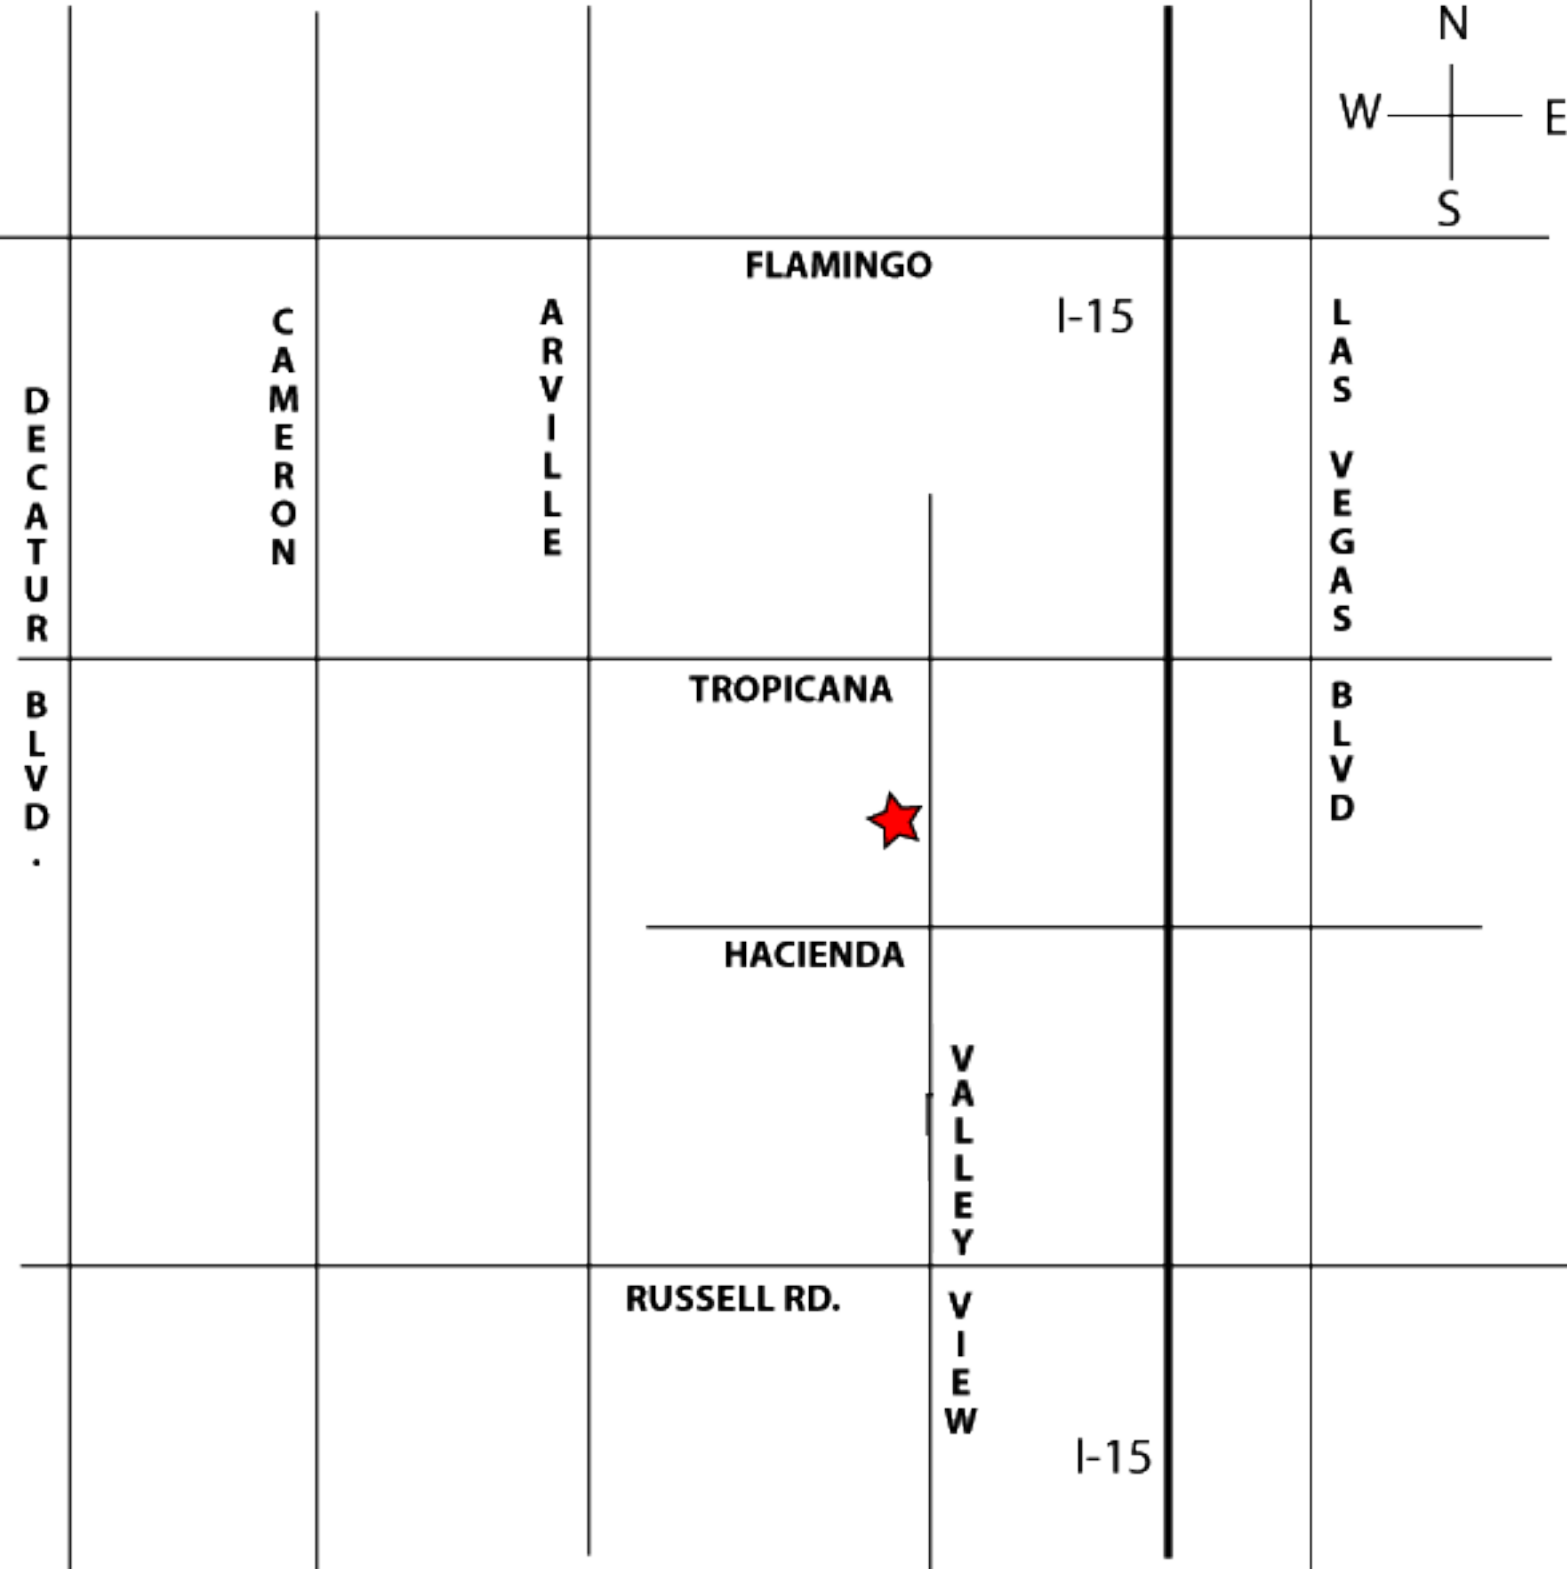 N
W E
S
FLAMINGO
I-15
DECATUR BLVD.
CAMERON
ARVILLE
LAS VEGAS BLVD
TROPICANA
HACIENDA
VALLEY VIEW
RUSSELL RD.
I-15